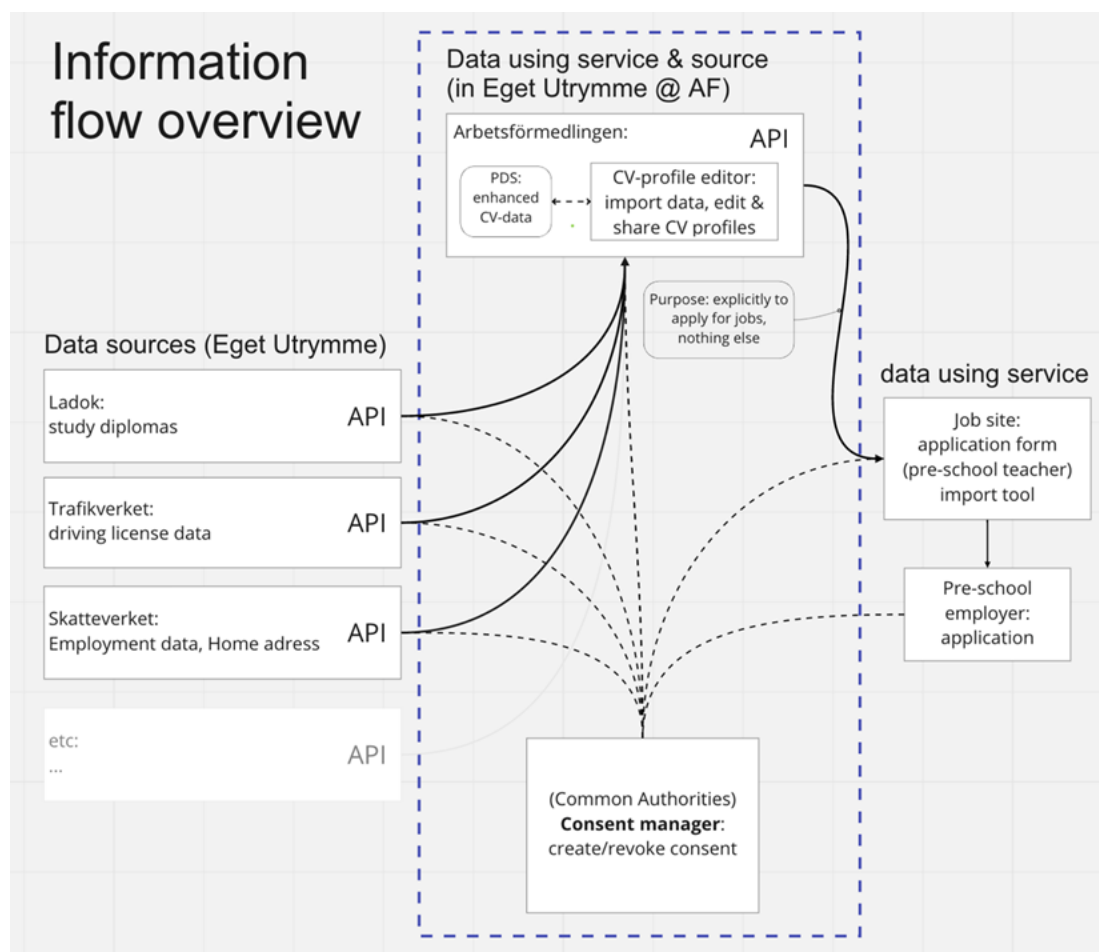 Information
flow overview
Data using service & source
(in Eget Utrymme @ AF)
Arbetsförmedlingen:
API
PDS:
enhanced
CV-data
CV-profile editor:
import data, edit &
share CV profiles
Purpose: explicitly to
apply for jobs,
nothing else
Data sources (Eget Utrymme)
Ladok:
study diplomas
API
Trafikverket:
driving license data
API
Skatteverket:
Employment data, Home adress
API
etc:
...
API
data using service
Job site:
application form
(pre-school teacher)
import tool
Pre-school
employer:
application
(Common Authorities)
Consent manager:
create/revoke consent